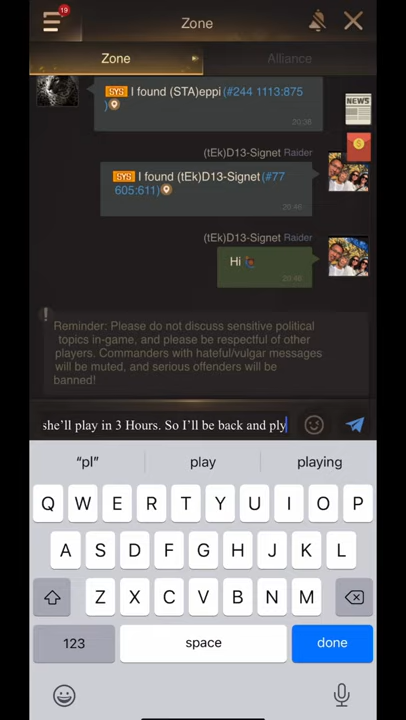 19
Zone
Zone
Alliance
SYS I found (STA)eppi(#244 1113:875
)
20:35
NEWS
(tEk)D13-Signet Raider
SYS I found (tEk)D13-Signet(#77
605:611)
20:40
(tEk)D13-Signet Raider
Hi
20:40
Reminder: Please do not discuss sensitive political
topics in-game, and please be respectful of other
players. Commanders with hateful/vulgar messages
will be muted, and serious offenders will be
banned!
she'll play in 3 Hours. So I'll be back and ply
"pl" play playing
Q W E R T Y U I O P
A S D F G H J K L
Z X C V B N M
123 space done